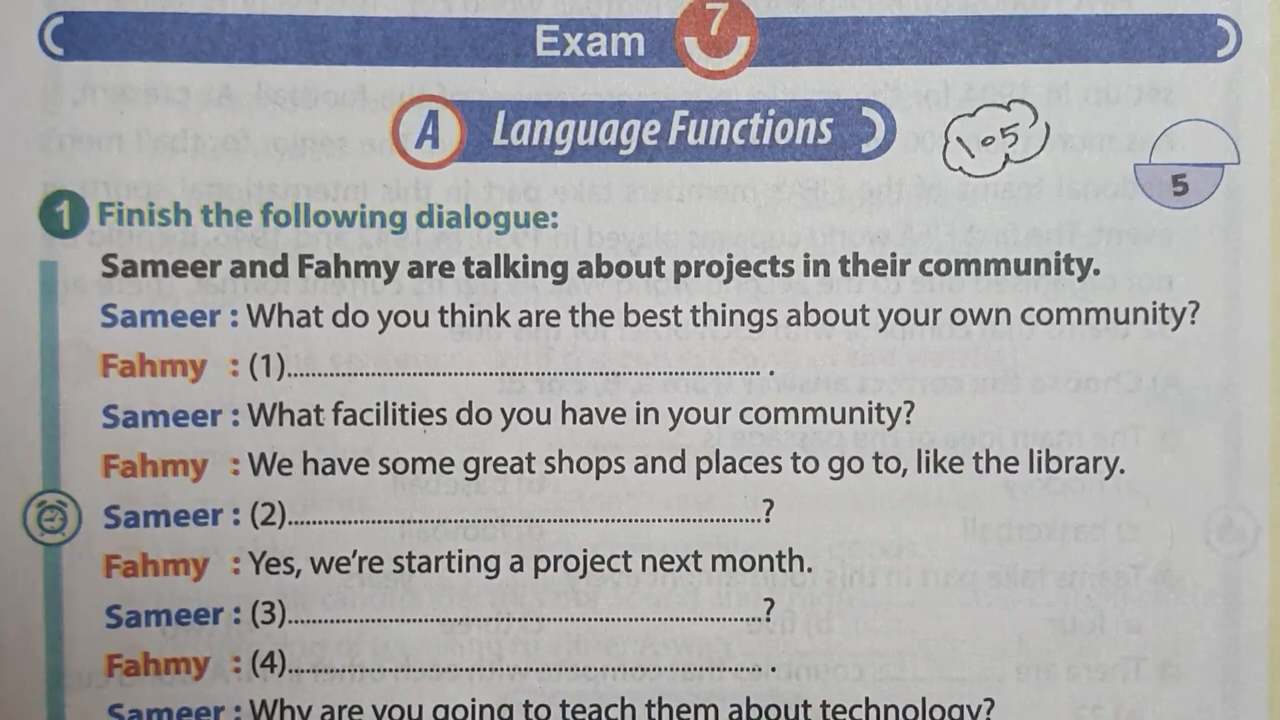 Exam 7
A Language Functions
105
5
1 Finish the following dialogue:
Sameer and Fahmy are talking about projects in their community.
Sameer : What do you think are the best things about your own community?
Fahmy : (1)........................................ .
Sameer : What facilities do you have in your community?
Fahmy : We have some great shops and places to go to, like the library.
Sameer : (2)........................................?
Fahmy : Yes, we're starting a project next month.
Sameer : (3)........................................?
Fahmy : (4)........................................ .
Sameer : Why are you going to teach them about technology?